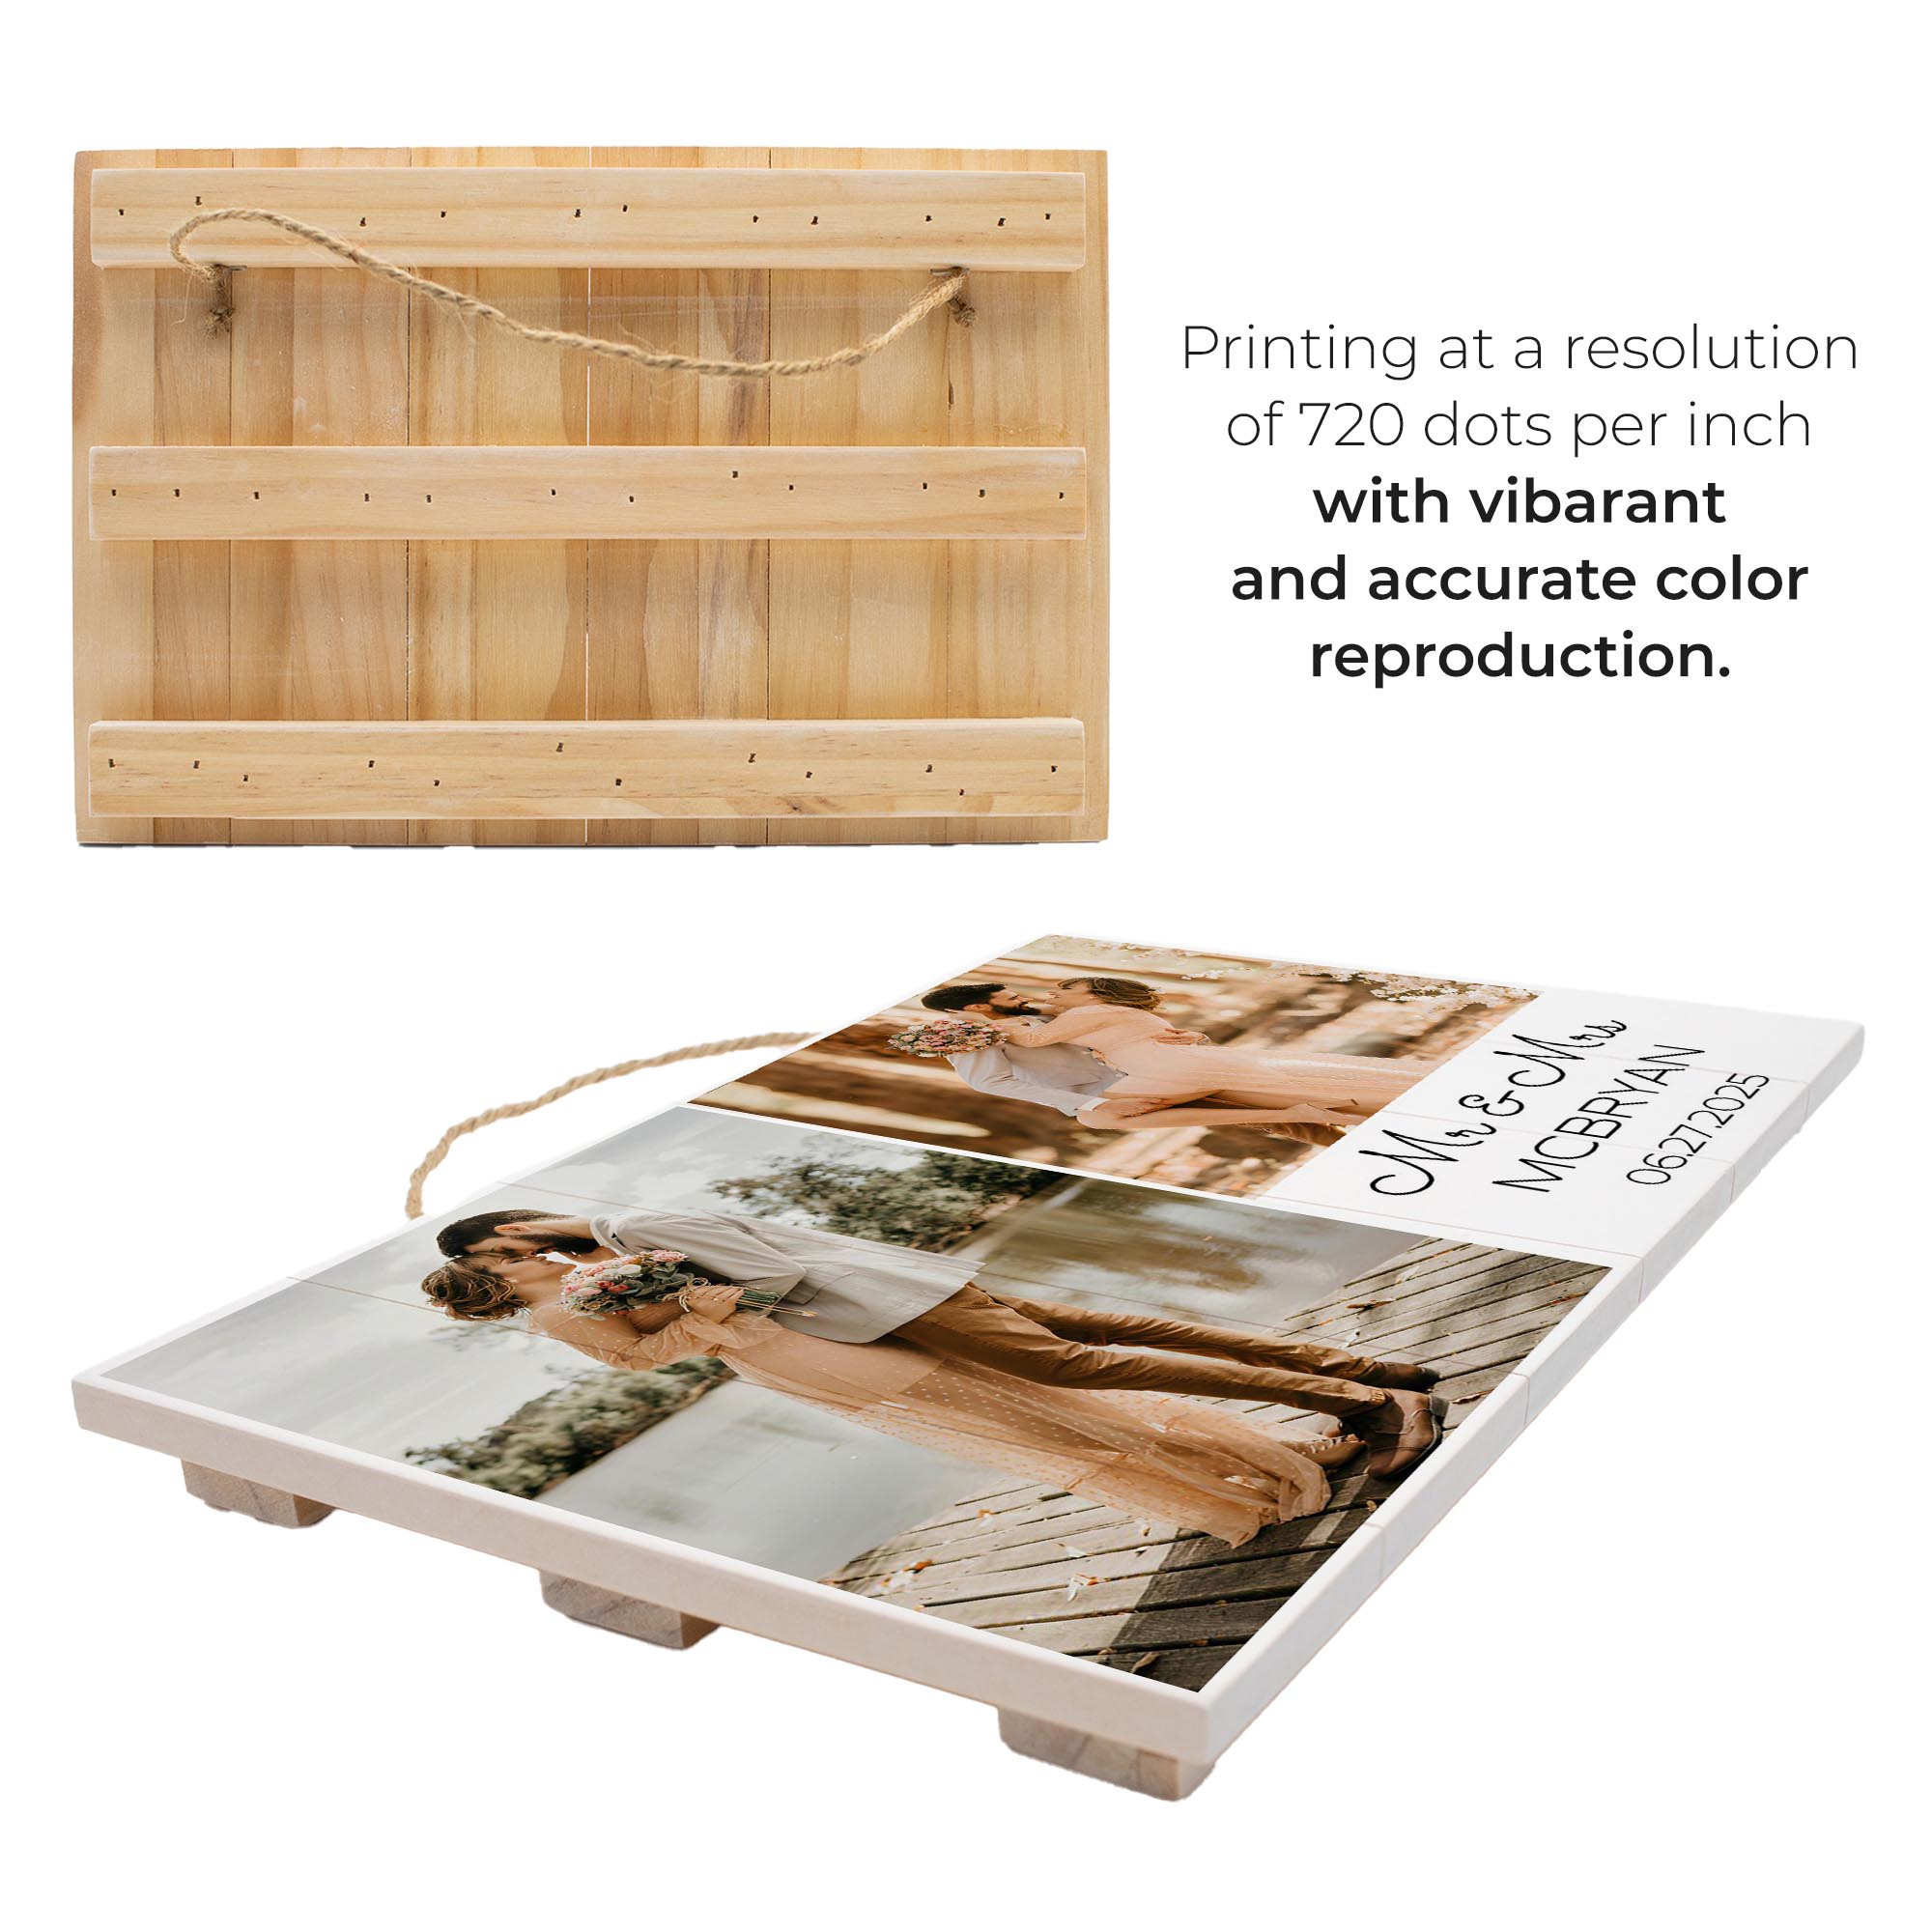 Printing at a resolution
of 720 dots per inch
with vibarant
and accurate color
reproduction.
Mr & Mrs
MCBRYAN
06.27.2025